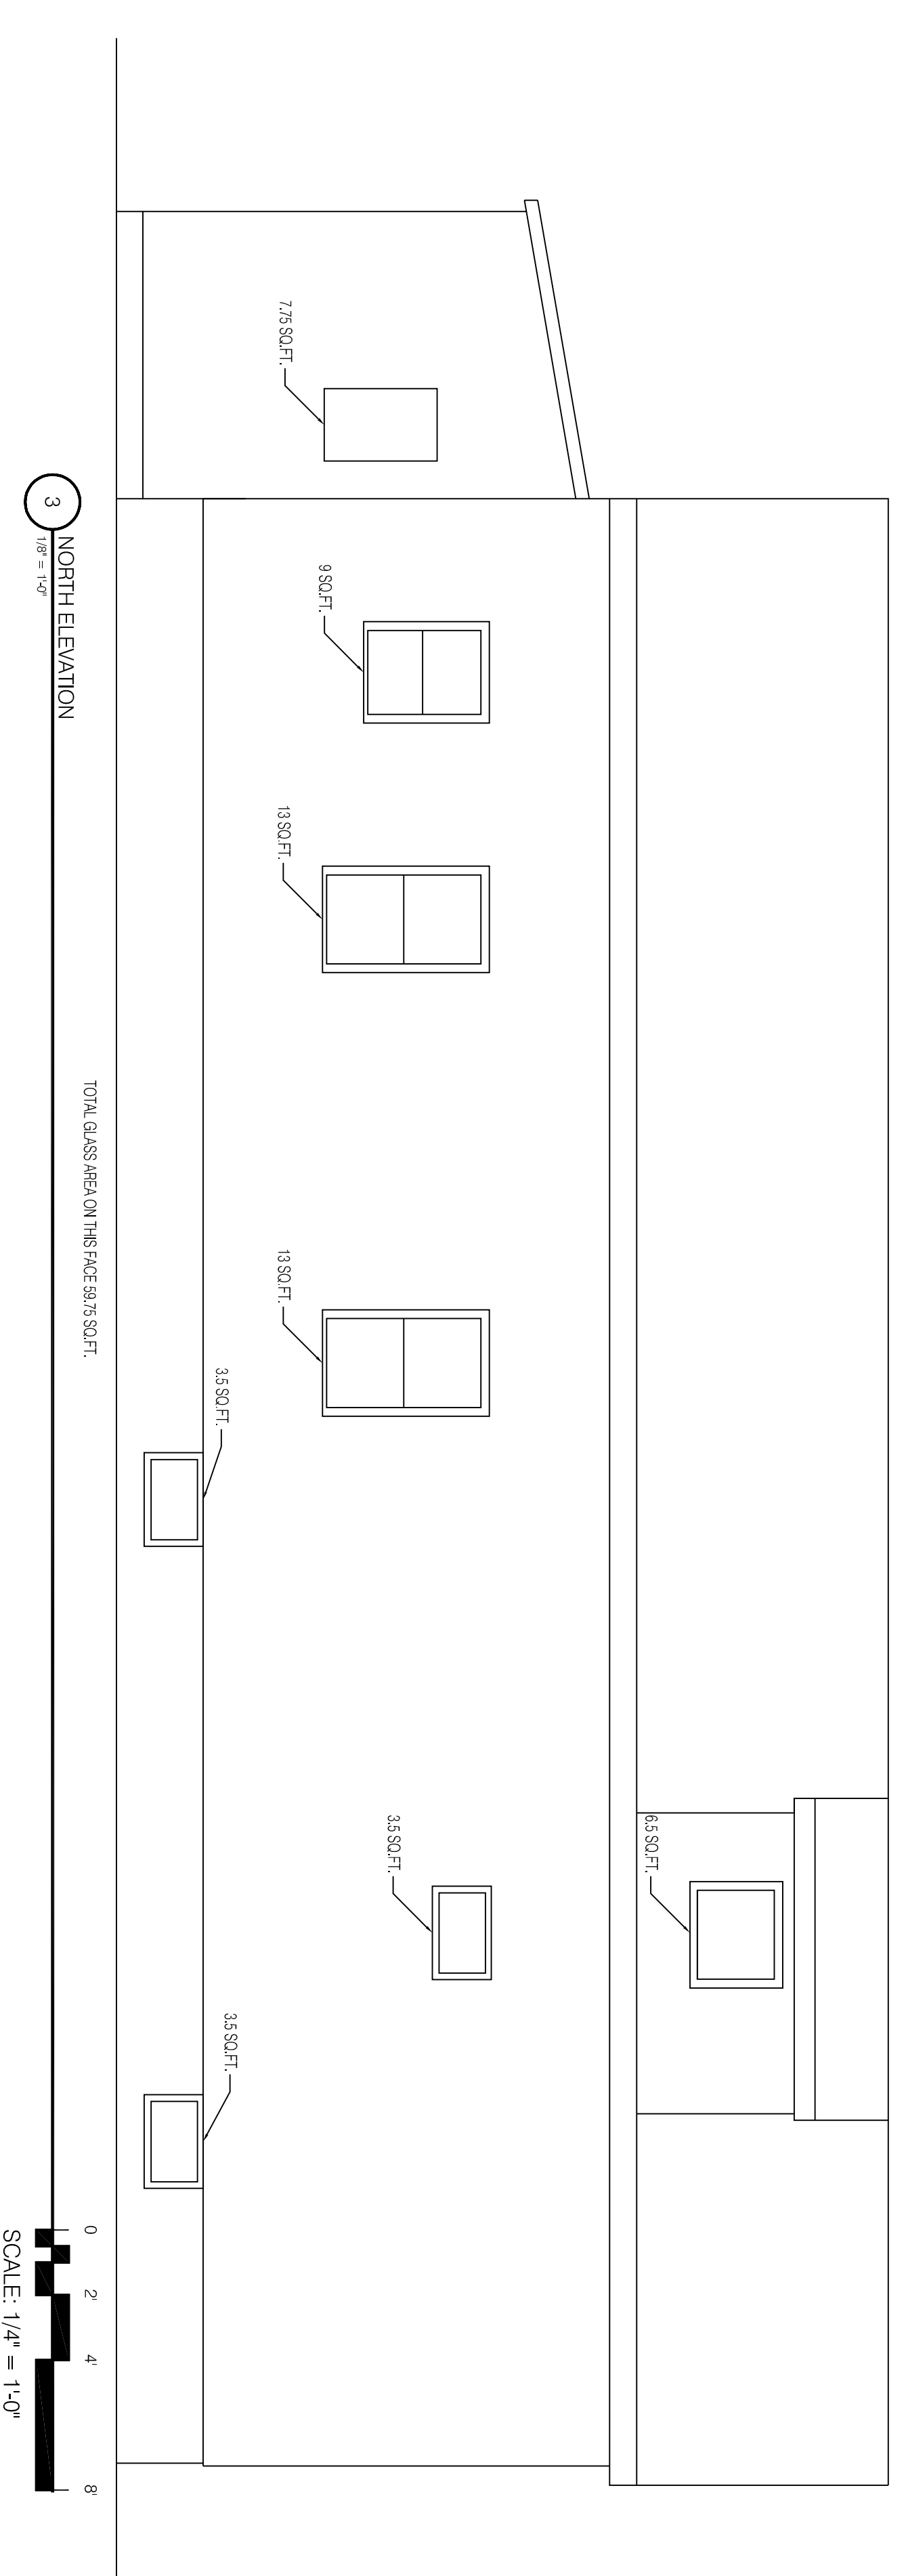 6.5 SQ.FT.
7.75 SQ.FT.
9 SQ.FT.
13 SQ.FT.
13 SQ.FT.
3.5 SQ.FT.
3.5 SQ.FT.
3.5 SQ.FT.
TOTAL GLASS AREA ON THIS FACE 59.75 SQ.FT.
3
NORTH ELEVATION
1/8" = 1'-0"
0 2' 4' 8'
SCALE: 1/4" = 1'-0"